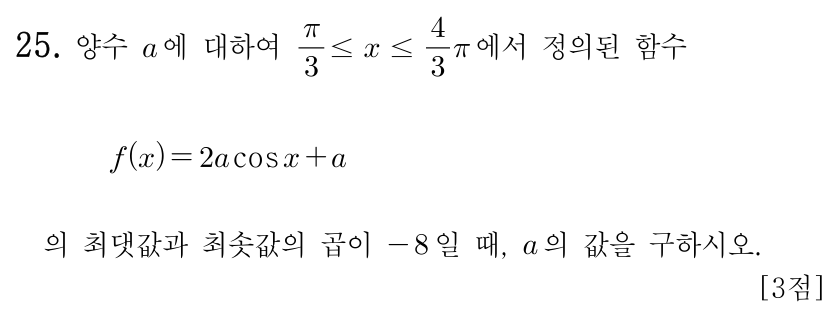 25. 양수 a에 대하여 π/3 ≤ x ≤ 4/3 π에서 정의된 함수
f(x) = 2a cos x + a
의 최댓값과 최솟값의 곱이 −8일 때, a의 값을 구하시오.
[3점]